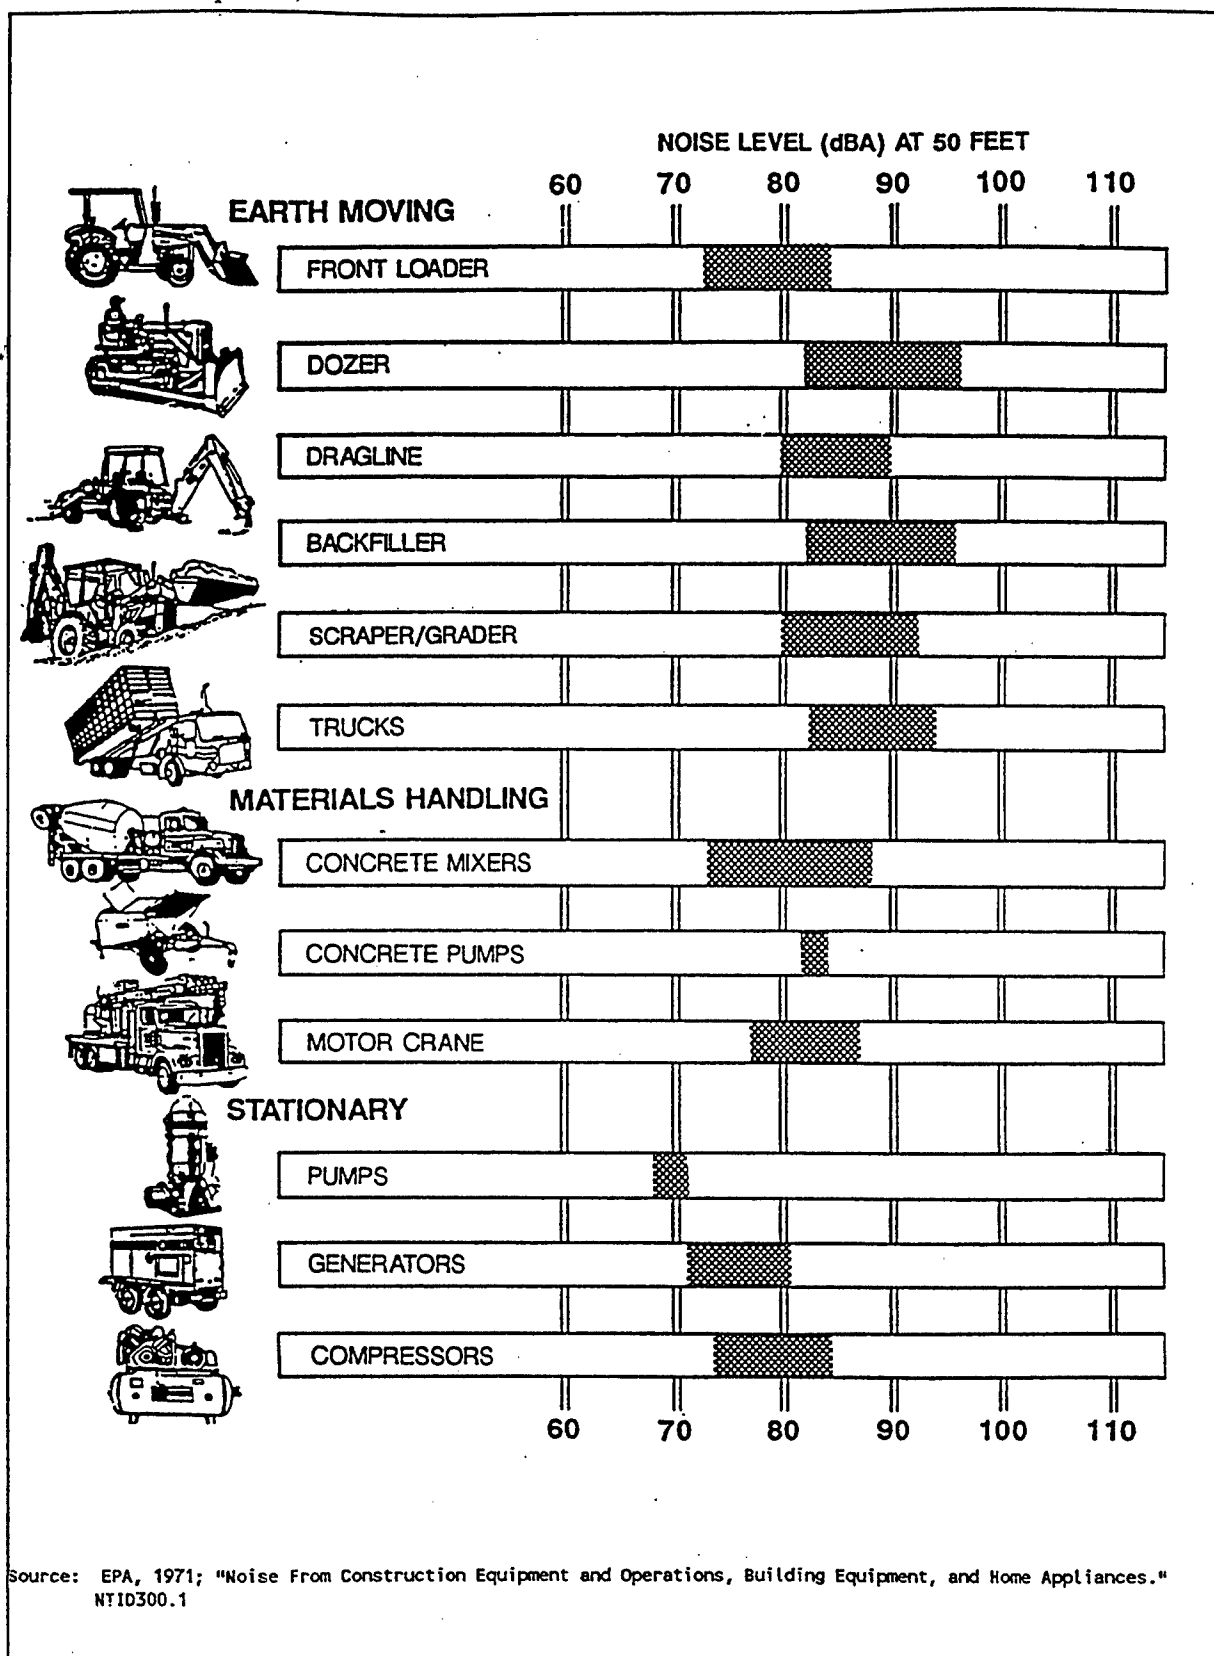 NOISE LEVEL (dBA) AT 50 FEET
60 70 80 90 100 110
EARTH MOVING
FRONT LOADER
DOZER
DRAGLINE
BACKFILLER
SCRAPER/GRADER
TRUCKS
MATERIALS HANDLING
CONCRETE MIXERS
CONCRETE PUMPS
MOTOR CRANE
STATIONARY
PUMPS
GENERATORS
COMPRESSORS
60 70 80 90 100 110
Source: EPA, 1971; "Noise From Construction Equipment and Operations, Building Equipment, and Home Appliances."
NTID300.1